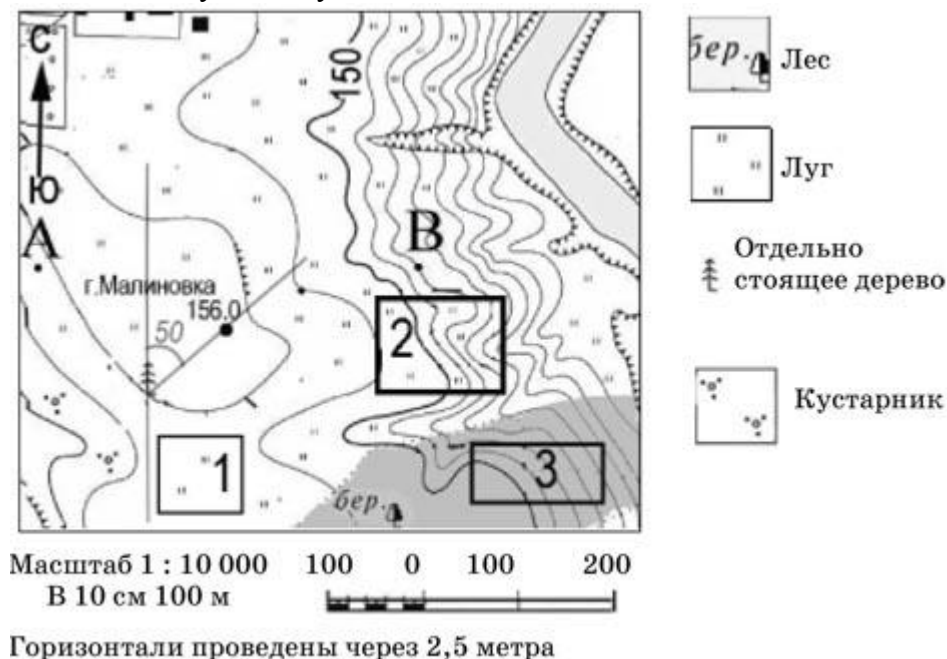 С
Ю
А
150
В
г.Малиновка
156.0
50
2
1
3
бер.
бер.
Лес
Луг
Отдельно
стоящее дерево
Кустарник
Масштаб 1 : 10 000
В 10 см 100 м
100 0 100 200
Горизонтали проведены через 2,5 метра